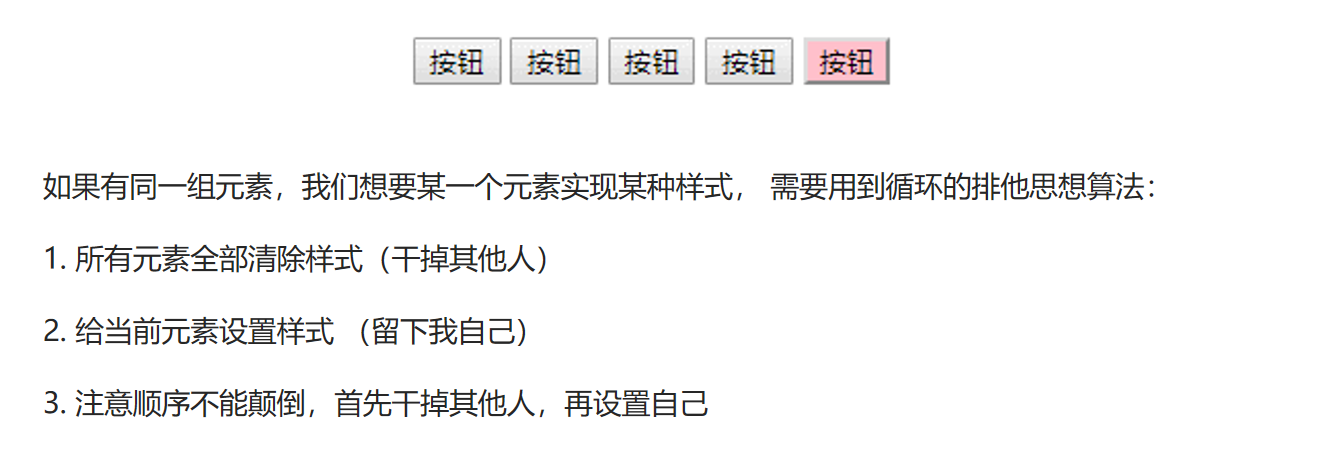 按钮 按钮 按钮 按钮 按钮
如果有同一组元素，我们想要某一个元素实现某种样式， 需要用到循环的排他思想算法：
1. 所有元素全部清除样式（干掉其他人）
2. 给当前元素设置样式 （留下我自己）
3. 注意顺序不能颠倒，首先干掉其他人，再设置自己